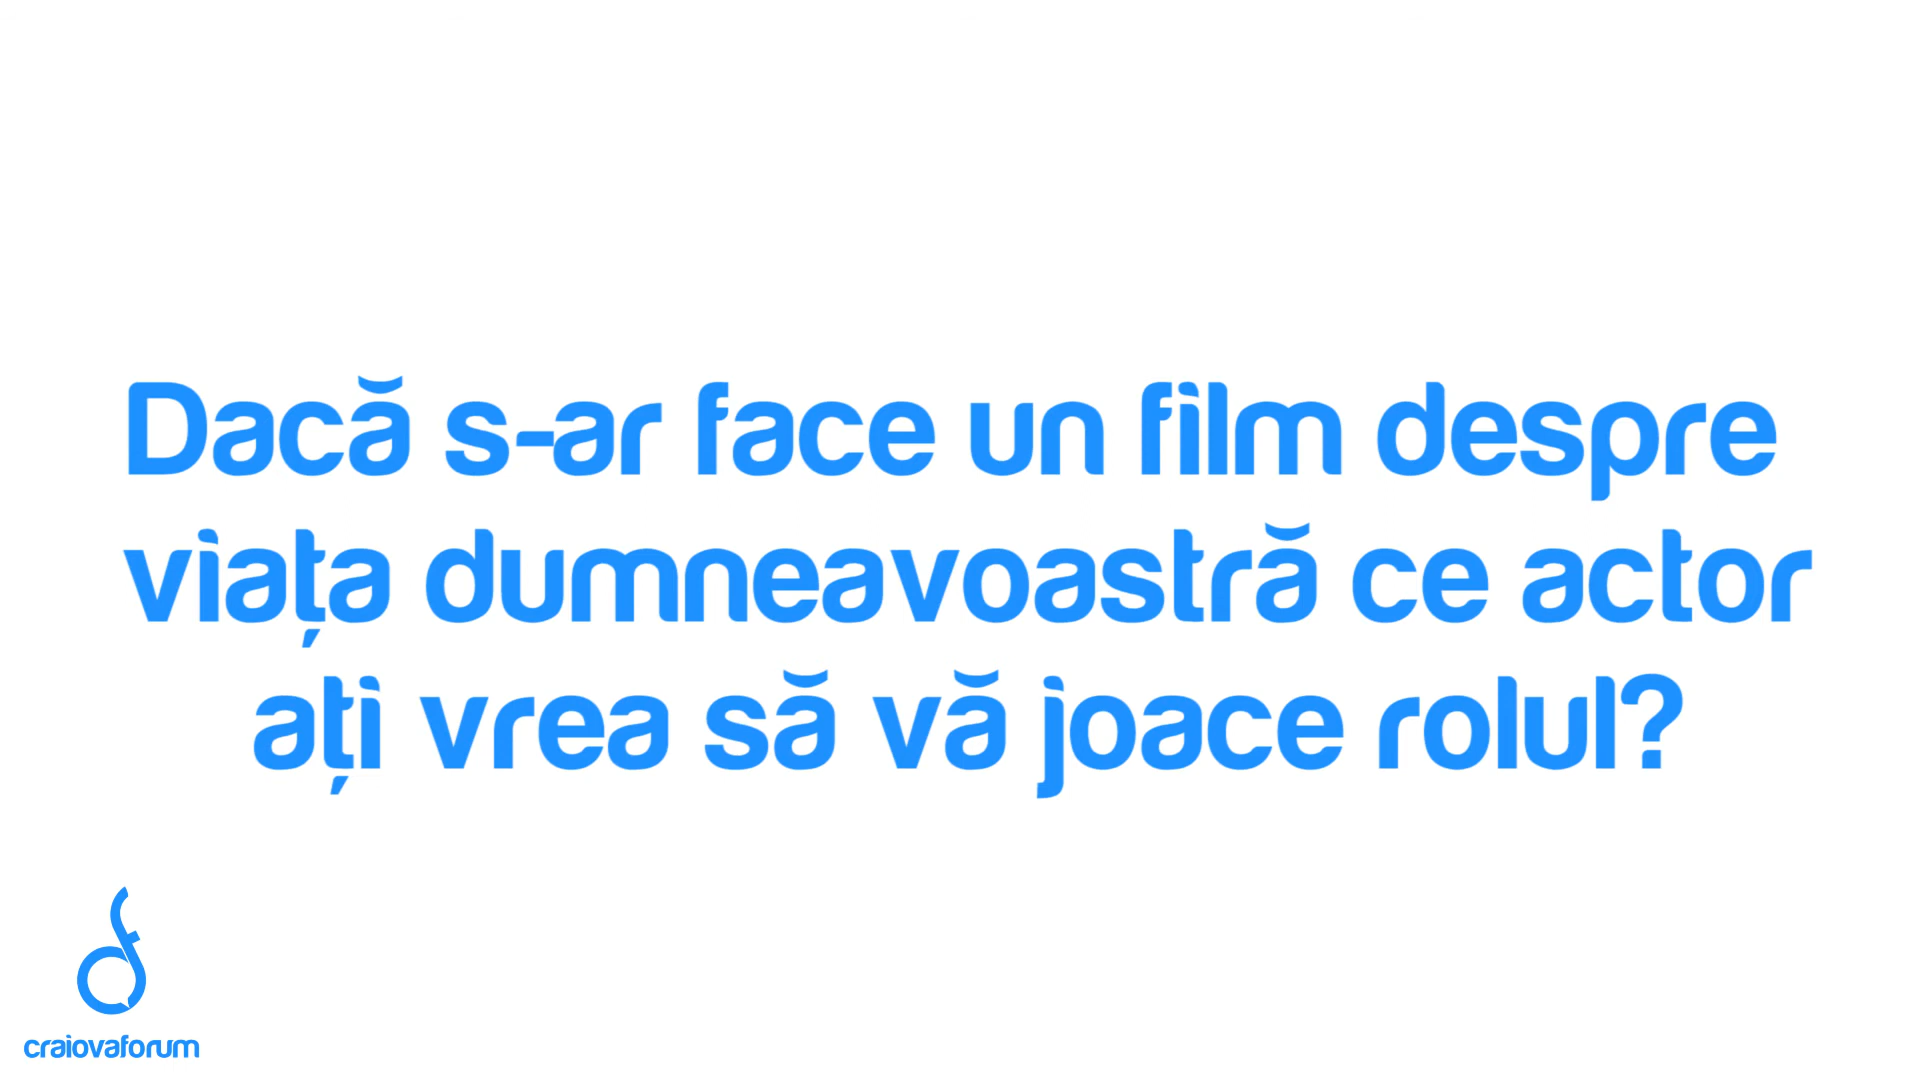 Dacă s-ar face un film despre
viața dumneavoastră ce actor
ați vrea să vă joace rolul?
craiovaforum